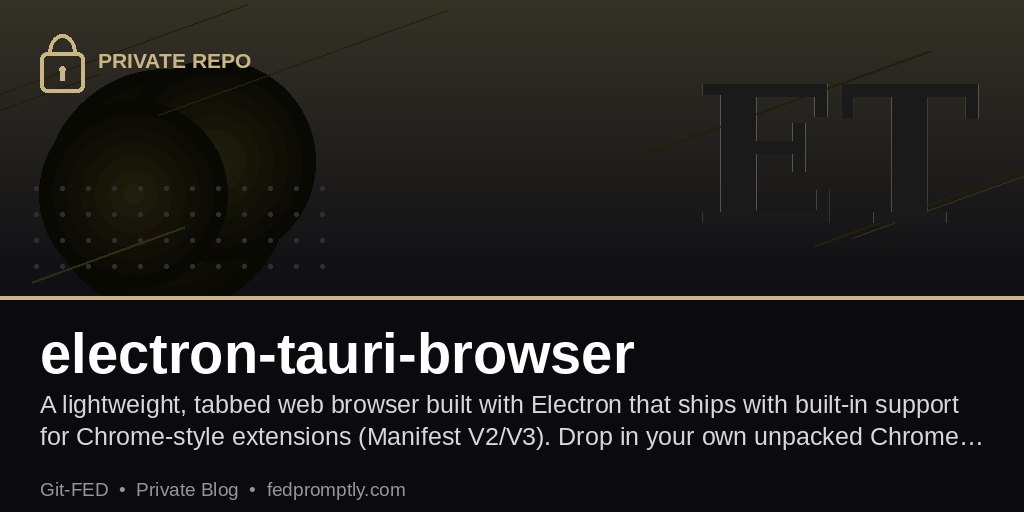 PRIVATE REPO
ET
electron-tauri-browser
A lightweight, tabbed web browser built with Electron that ships with built-in support
for Chrome-style extensions (Manifest V2/V3). Drop in your own unpacked Chrome…
Git-FED • Private Blog • fedpromptly.com